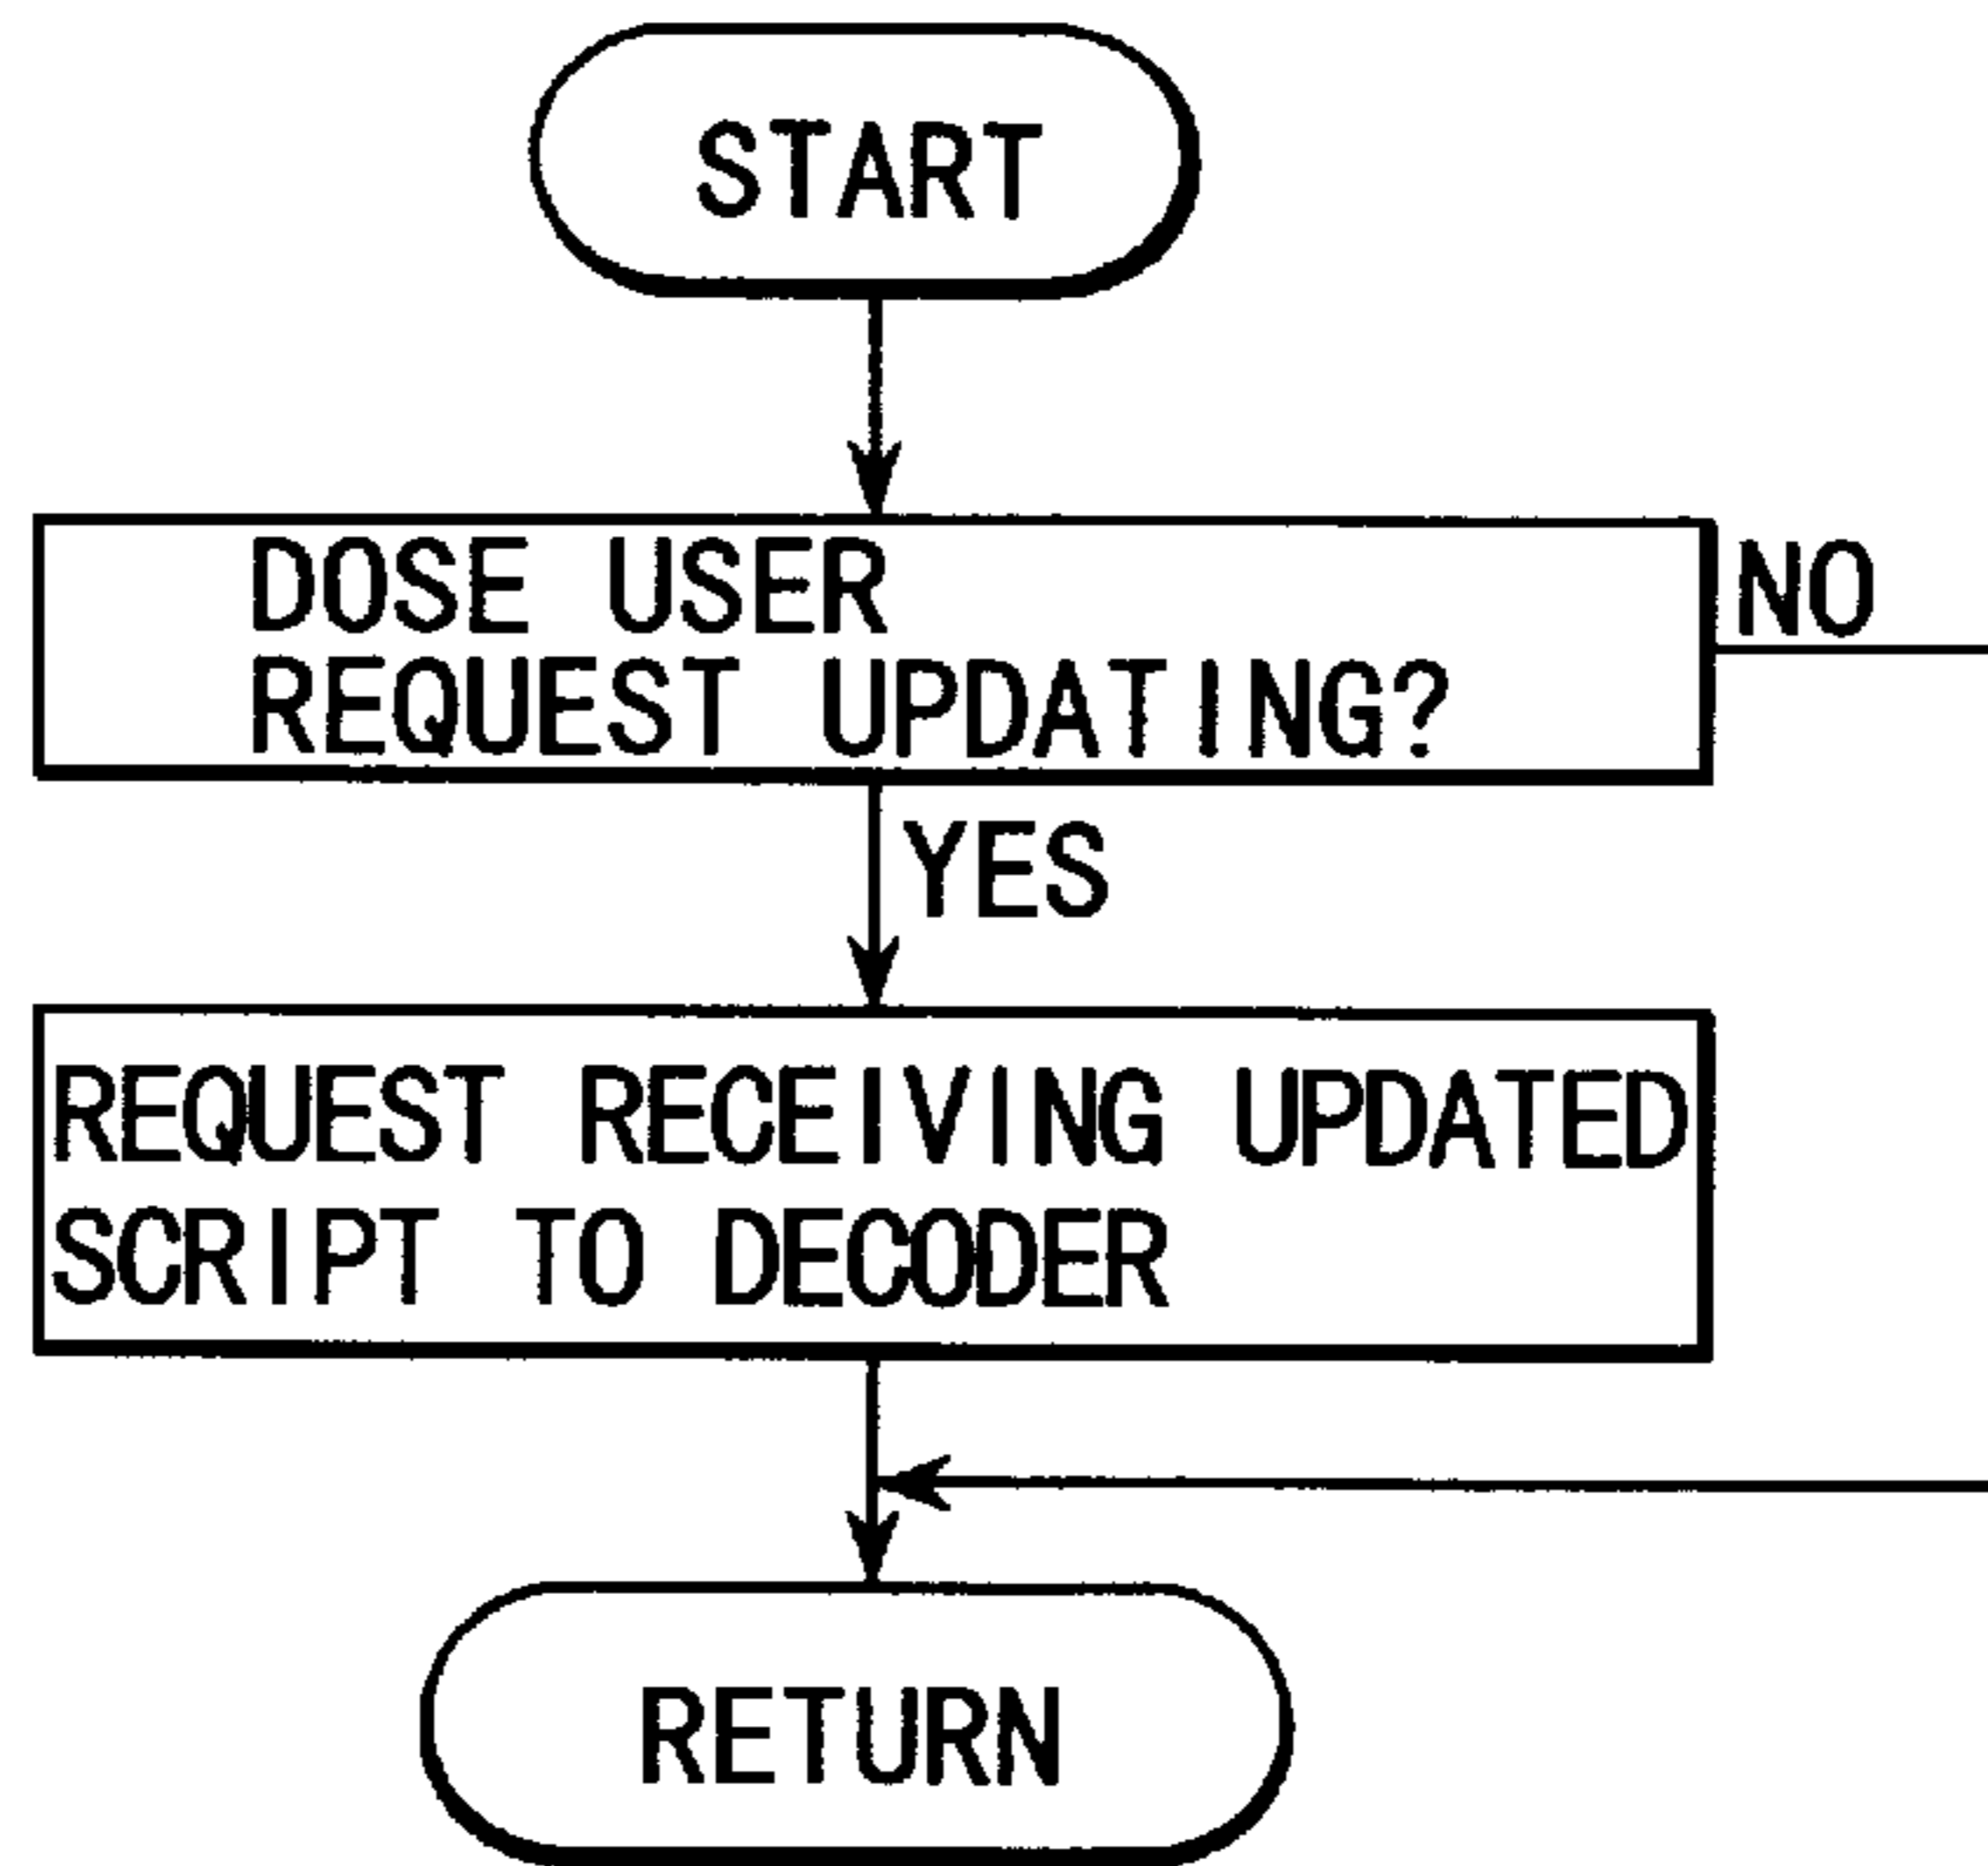 START
DOSE USER
REQUEST UPDATING?
NO
YES
REQUEST RECEIVING UPDATED
SCRIPT TO DECODER
RETURN